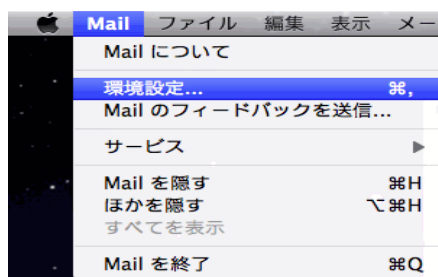 Mail ファイル 編集 表示 メー
Mail について
環境設定... ⌘,
Mail のフィードバックを送信...
サービス ▶
Mail を隠す ⌘H
ほかを隠す ⌥⌘H
すべてを表示
Mail を終了 ⌘Q